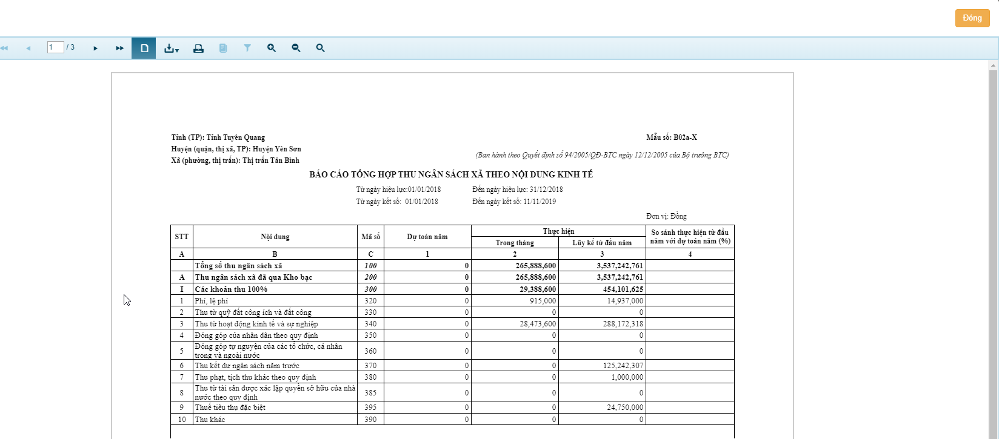 Đóng
1 / 3
Tỉnh (TP): Tỉnh Tuyên Quang
Mẫu số: B02a-X
Huyện (quận, thị xã, TP): Huyện Yên Sơn
(Ban hành theo Quyết định số 94/2005/QĐ-BTC ngày 12/12/2005 của Bộ trưởng BTC)
Xã (phường, thị trấn): Thị trấn Tân Bình
BÁO CÁO TỔNG HỢP THU NGÂN SÁCH XÃ THEO NỘI DUNG KINH TẾ
Từ ngày hiệu lực:01/01/2018 Đến ngày hiệu lực: 31/12/2018
Từ ngày kết sổ: 01/01/2018 Đến ngày kết sổ: 11/11/2019
Đơn vị: Đồng
STT Nội dung Mã số Dự toán năm Thực hiện So sánh thực hiện từ đầu năm với dự toán năm (%)
Trong tháng Lũy kế từ đầu năm
A B C 1 2 3 4
Tổng số thu ngân sách xã 100 0 265,888,600 3,537,242,761
A Thu ngân sách xã đã qua Kho bạc 200 0 265,888,600 3,537,242,761
I Các khoản thu 100% 300 0 29,388,600 454,101,625
1 Phí, lệ phí 320 0 915,000 14,937,000
2 Thu từ quỹ đất công ích và đất công 330 0 0 0
3 Thu từ hoạt động kinh tế và sự nghiệp 340 0 28,473,600 288,172,318
4 Đóng góp của nhân dân theo quy định 350 0 0 0
5 Đóng góp tự nguyện của các tổ chức, cá nhân trong và ngoài nước 360 0 0 0
6 Thu kết dư ngân sách năm trước 370 0 0 125,242,307
7 Thu phạt, tịch thu khác theo quy định 380 0 0 1,000,000
8 Thu từ tài sản được xác lập quyền sở hữu của nhà nước theo quy định 385 0 0 0
9 Thuế tiêu thụ đặc biệt 395 0 0 24,750,000
10 Thu khác 390 0 0 0